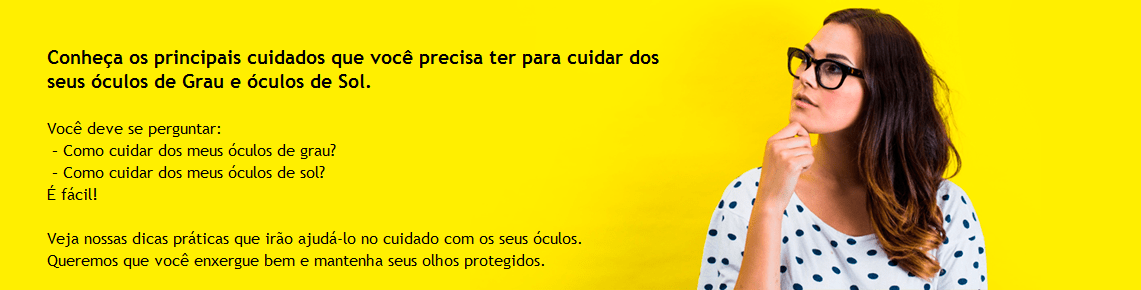 Conheça os principais cuidados que você precisa ter para cuidar dos
seus óculos de Grau e óculos de Sol.
Você deve se perguntar:
– Como cuidar dos meus óculos de grau?
– Como cuidar dos meus óculos de sol?
É fácil!
Veja nossas dicas práticas que irão ajudá-lo no cuidado com os seus óculos.
Queremos que você enxergue bem e mantenha seus olhos protegidos.